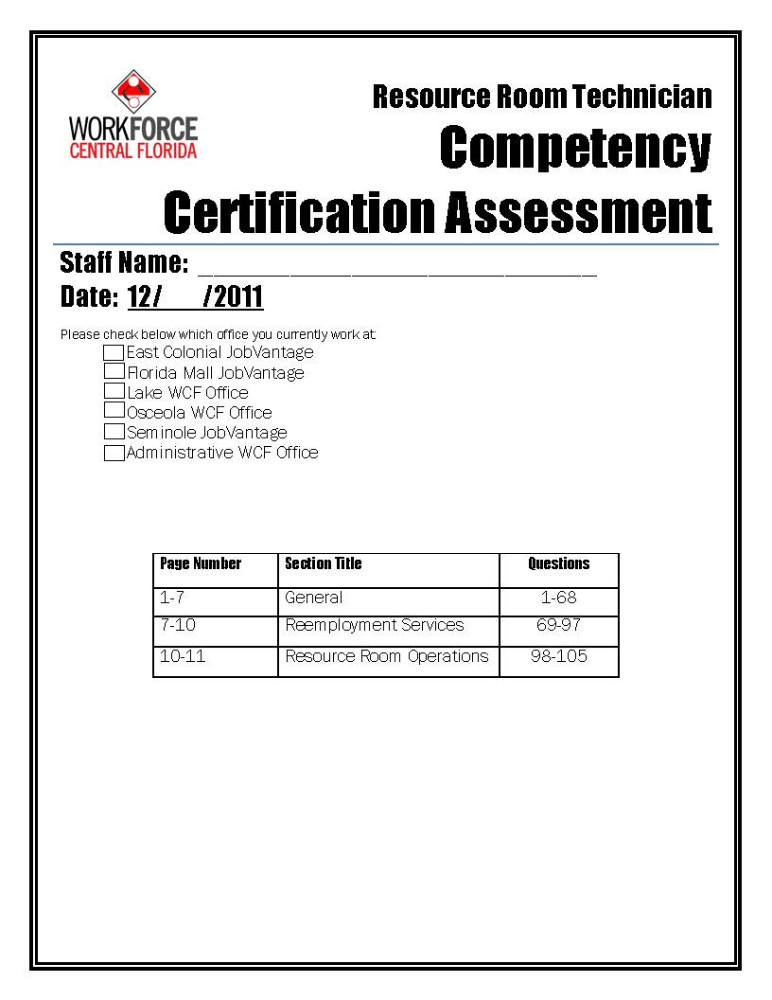 WORKFORCE
CENTRAL FLORIDA
Resource Room Technician
Competency
Certification Assessment
Staff Name: __________________________
Date: 12/ /2011
Please check below which office you currently work at:
East Colonial JobVantage
Florida Mall JobVantage
Lake WCF Office
Osceola WCF Office
Seminole JobVantage
Administrative WCF Office
Page Number Section Title Questions
1-7 General 1-68
7-10 Reemployment Services 69-97
10-11 Resource Room Operations 98-105